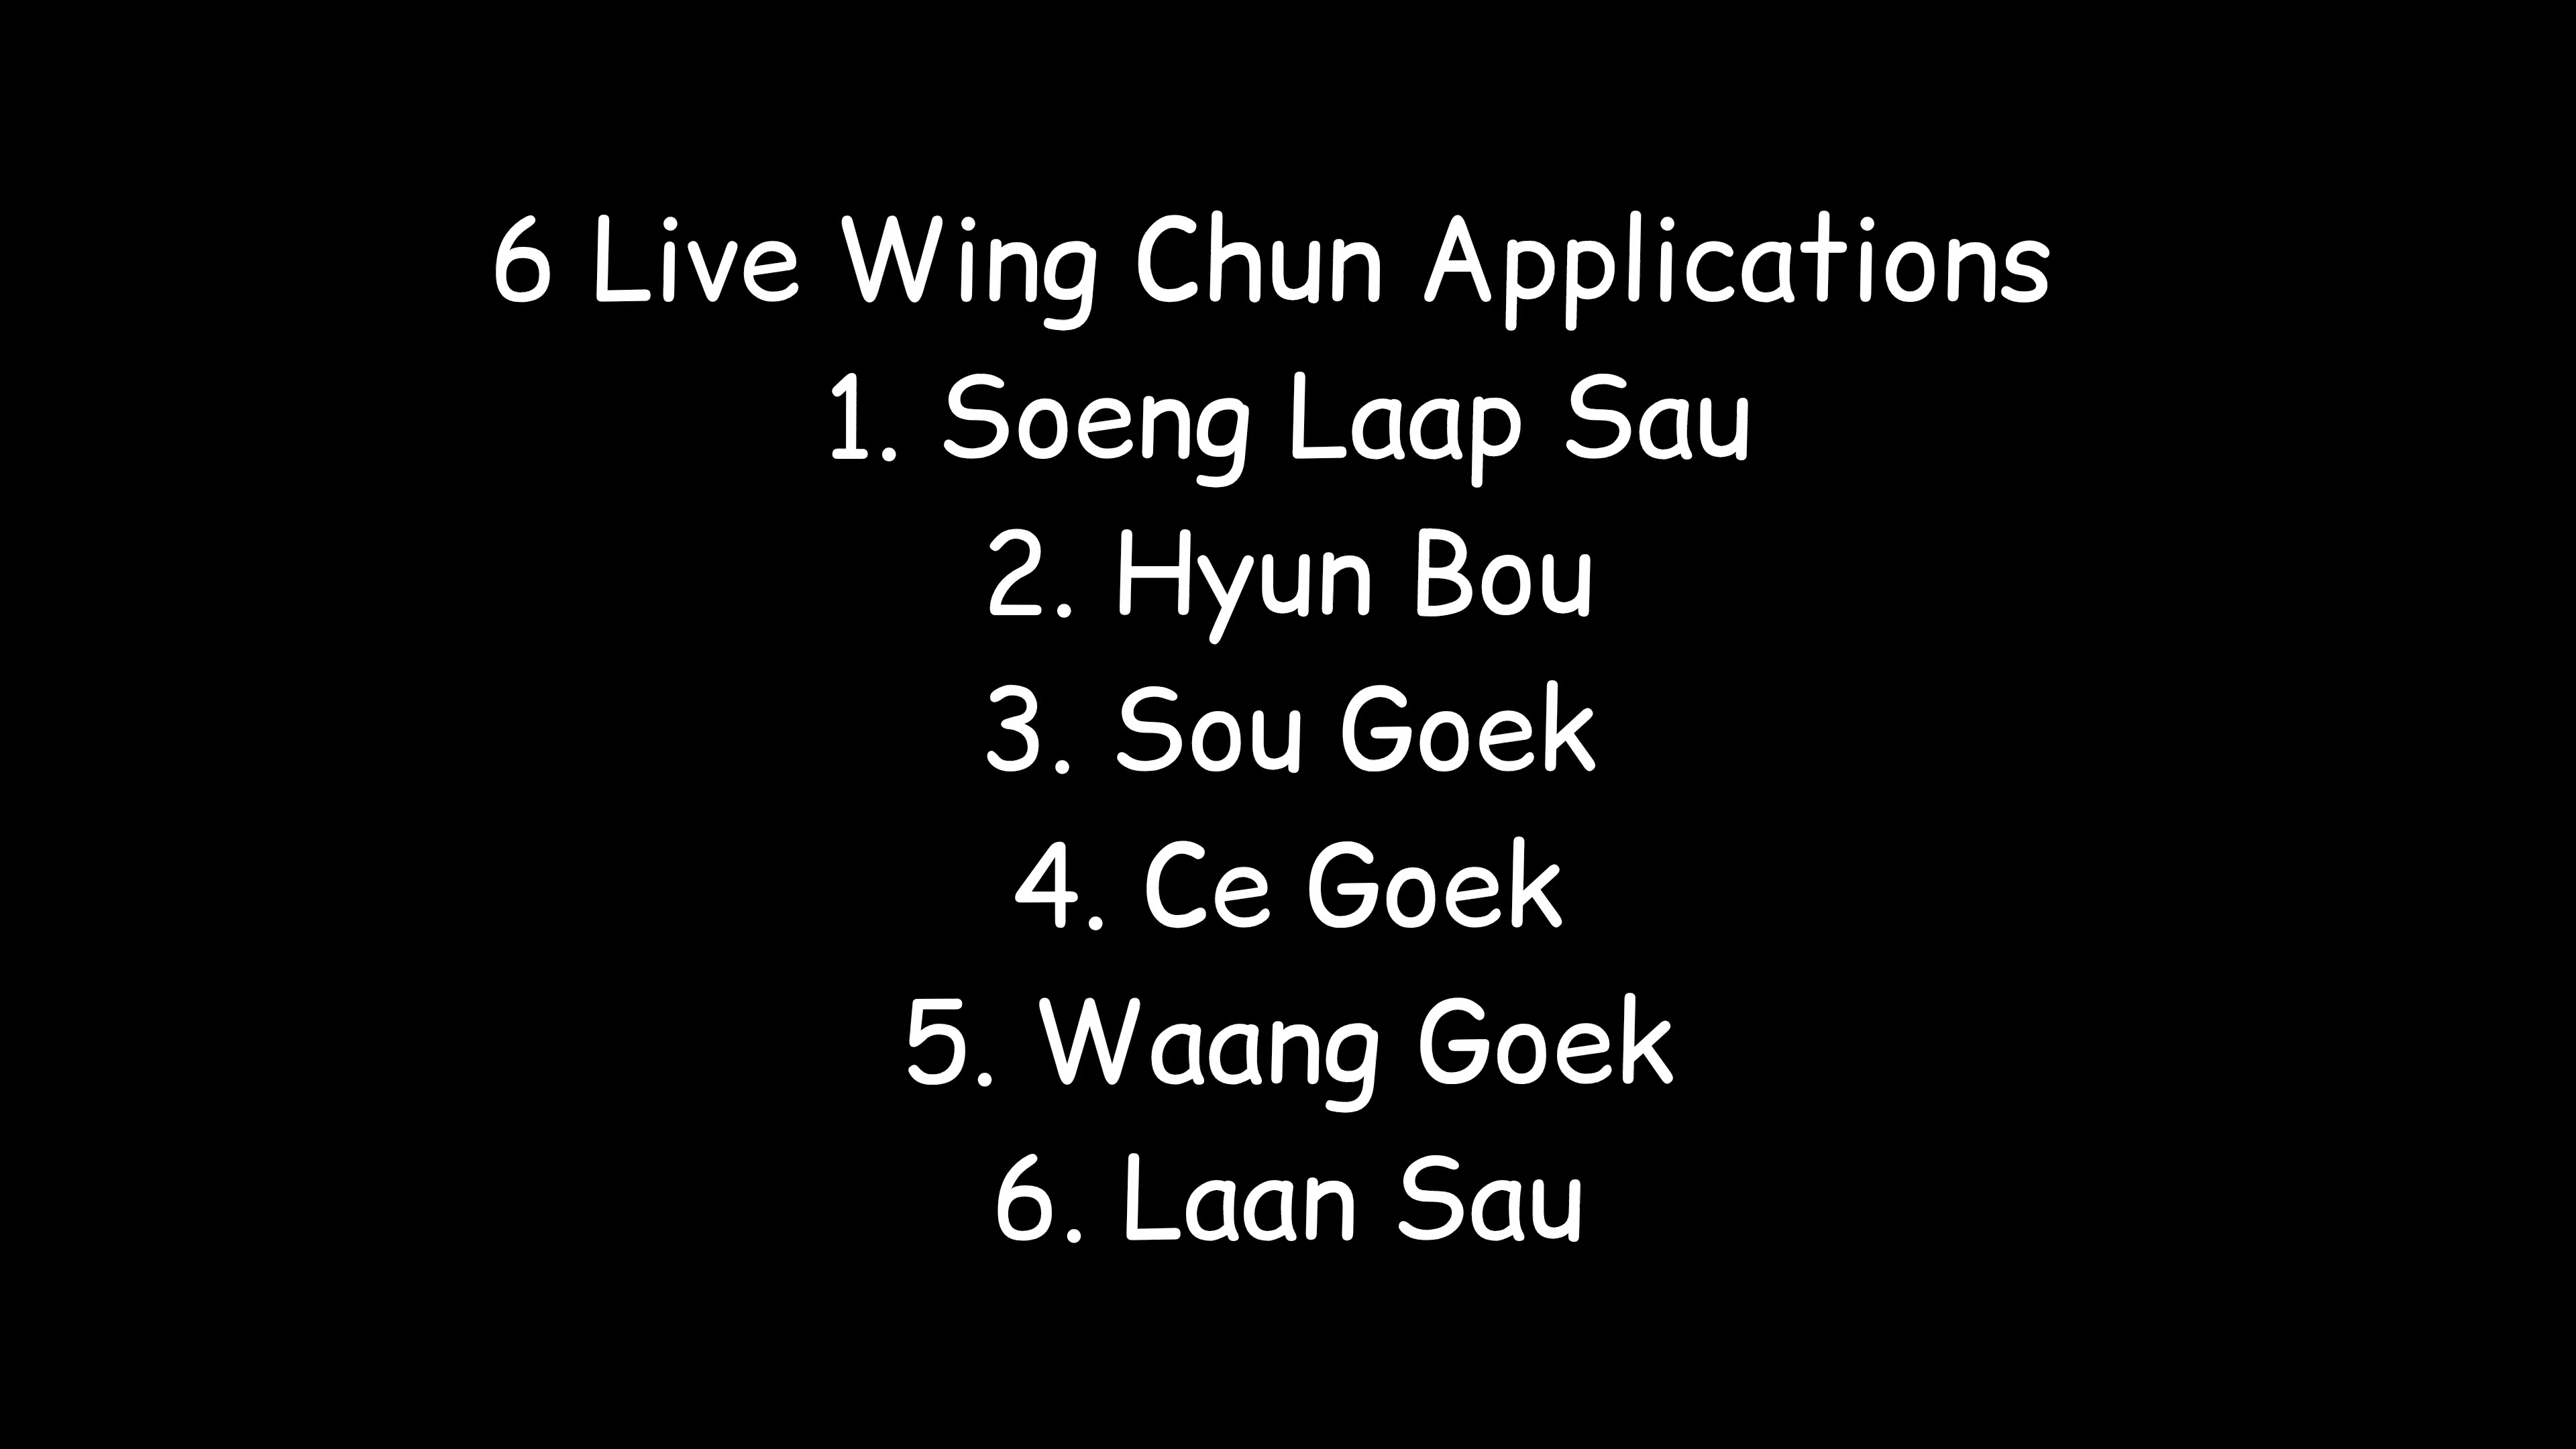 6 Live Wing Chun Applications
1. Soeng Laap Sau
2. Hyun Bou
3. Sou Goek
4. Ce Goek
5. Waang Goek
6. Laan Sau